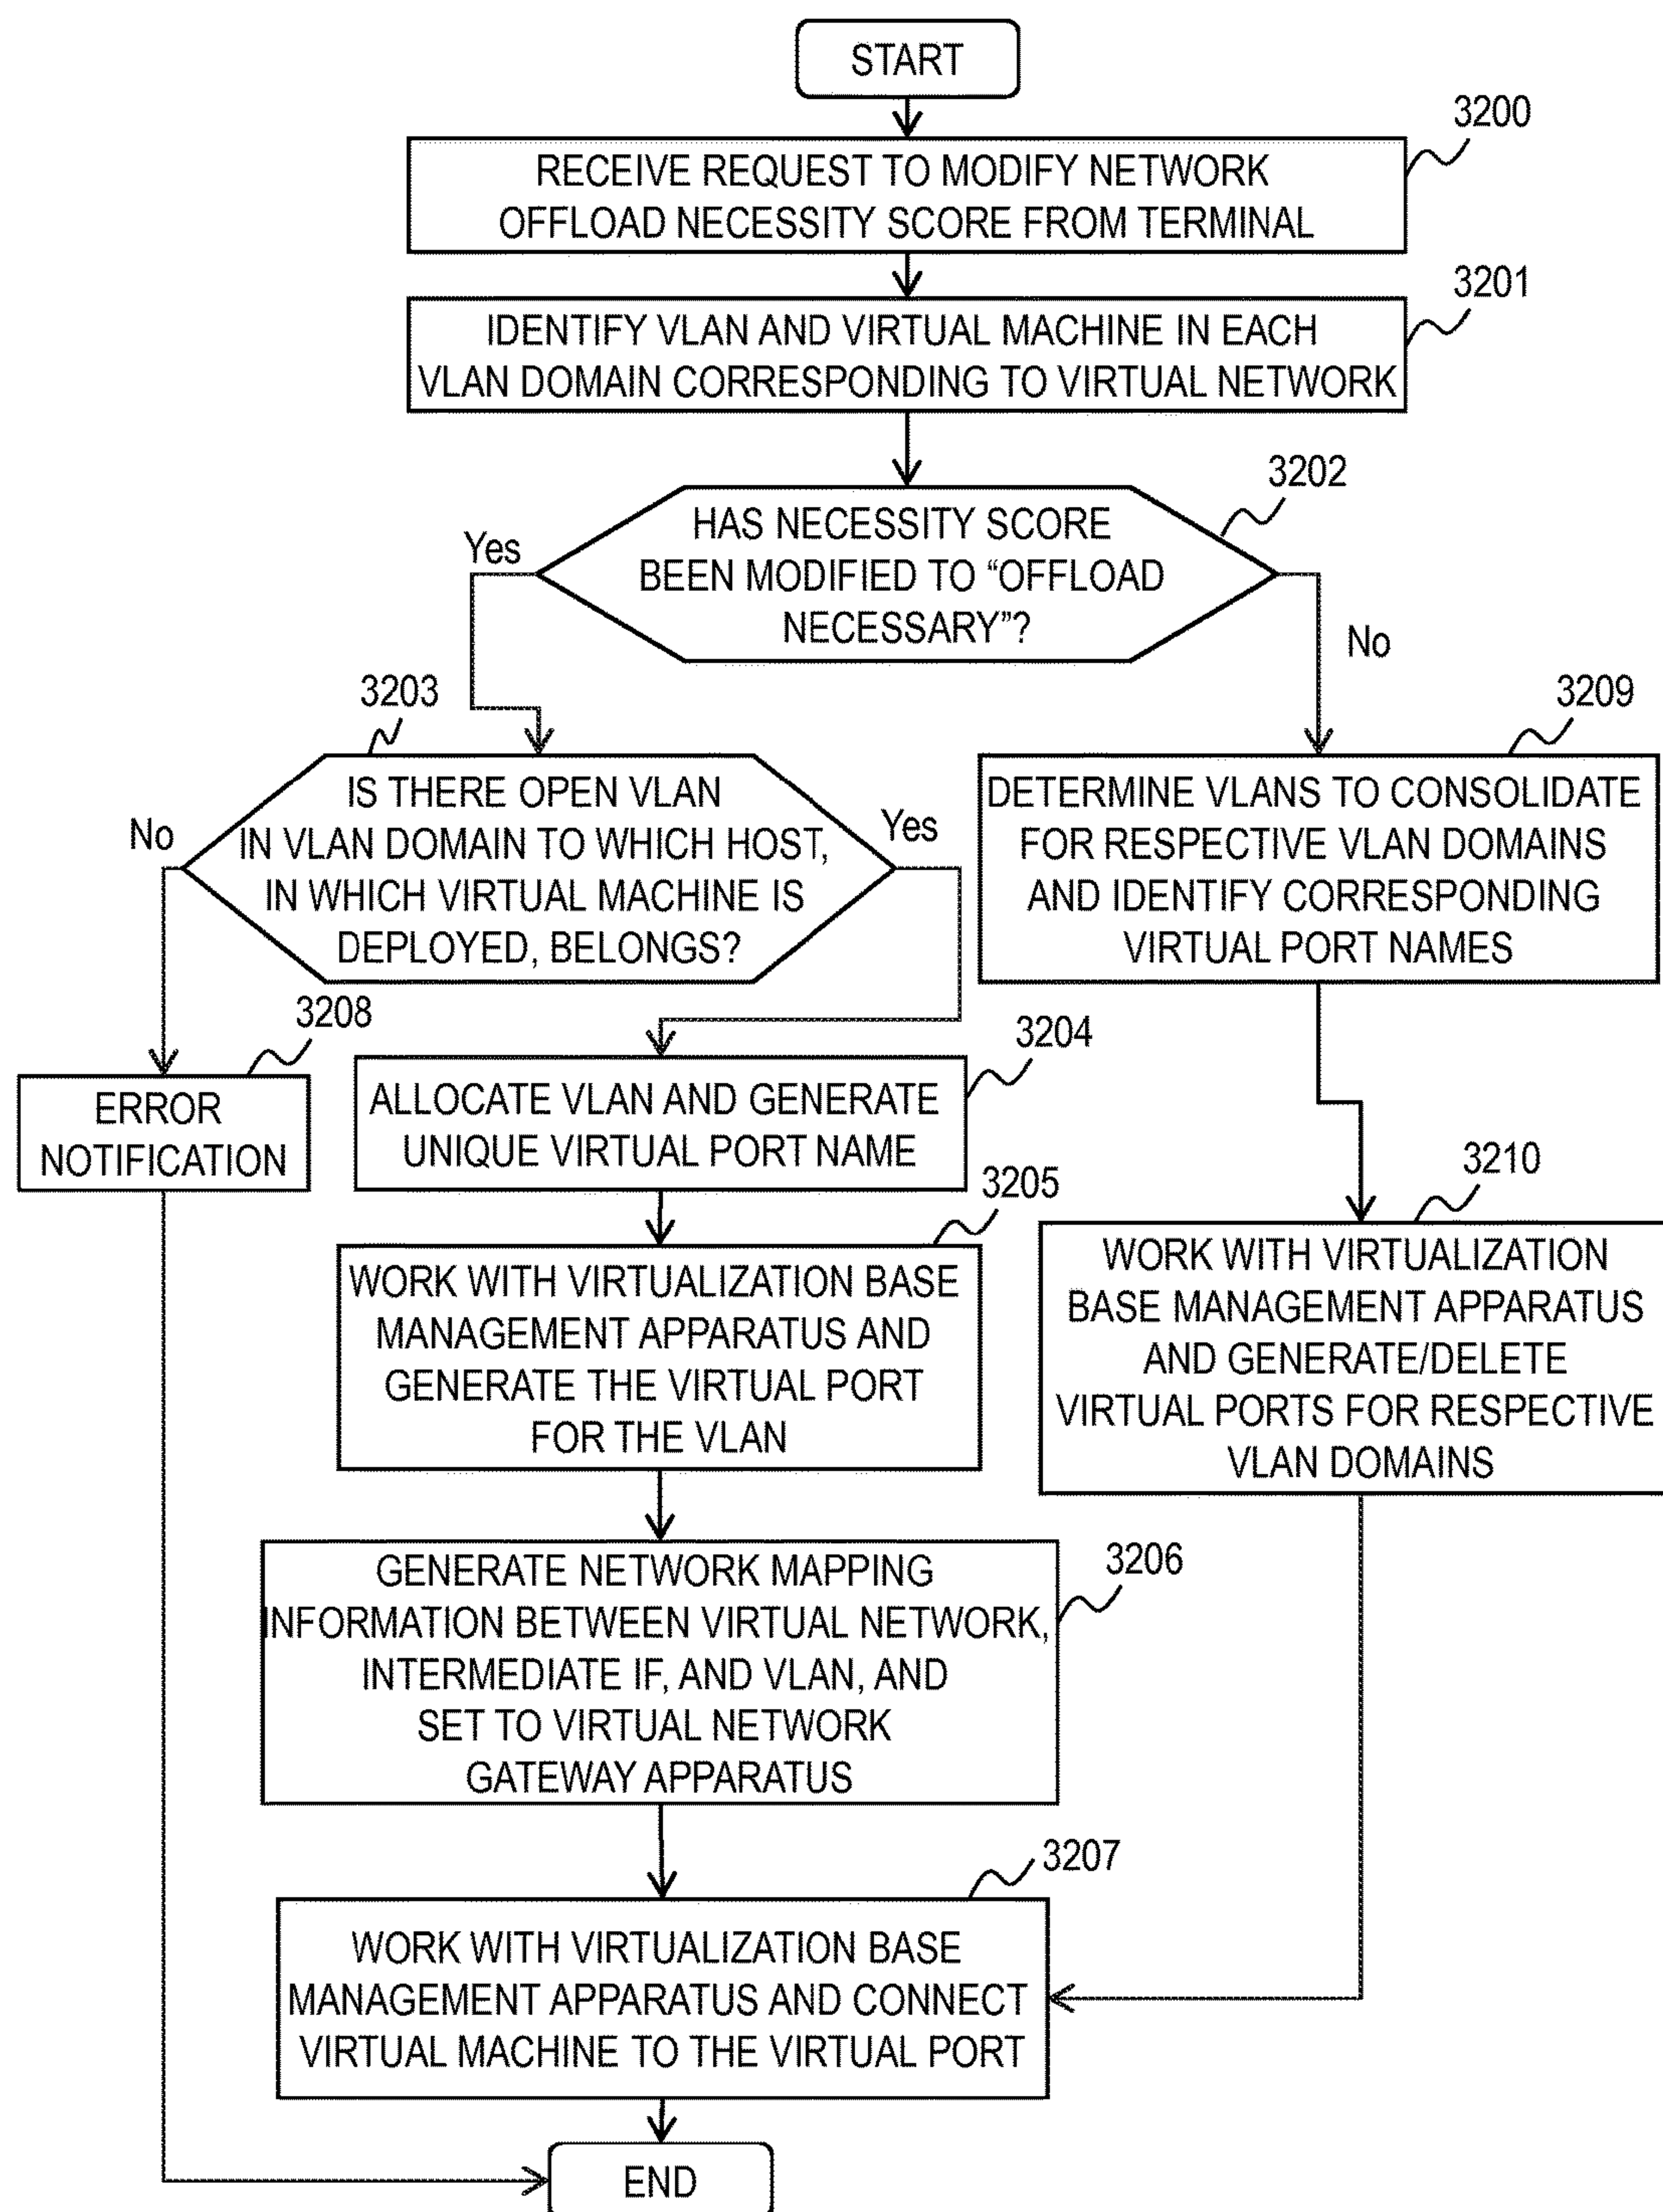 START
3200
RECEIVE REQUEST TO MODIFY NETWORK
OFFLOAD NECESSITY SCORE FROM TERMINAL
3201
IDENTIFY VLAN AND VIRTUAL MACHINE IN EACH
VLAN DOMAIN CORRESPONDING TO VIRTUAL NETWORK
3202
HAS NECESSITY SCORE
BEEN MODIFIED TO “OFFLOAD
NECESSARY”?
Yes
No
3203
IS THERE OPEN VLAN
IN VLAN DOMAIN TO WHICH HOST,
IN WHICH VIRTUAL MACHINE IS
DEPLOYED, BELONGS?
No
Yes
3209
DETERMINE VLANS TO CONSOLIDATE
FOR RESPECTIVE VLAN DOMAINS
AND IDENTIFY CORRESPONDING
VIRTUAL PORT NAMES
3208
ERROR
NOTIFICATION
3204
ALLOCATE VLAN AND GENERATE
UNIQUE VIRTUAL PORT NAME
3205
WORK WITH VIRTUALIZATION BASE
MANAGEMENT APPARATUS AND
GENERATE THE VIRTUAL PORT
FOR THE VLAN
3210
WORK WITH VIRTUALIZATION
BASE MANAGEMENT APPARATUS
AND GENERATE/DELETE
VIRTUAL PORTS FOR RESPECTIVE
VLAN DOMAINS
3206
GENERATE NETWORK MAPPING
INFORMATION BETWEEN VIRTUAL NETWORK,
INTERMEDIATE IF, AND VLAN, AND
SET TO VIRTUAL NETWORK
GATEWAY APPARATUS
3207
WORK WITH VIRTUALIZATION BASE
MANAGEMENT APPARATUS AND CONNECT
VIRTUAL MACHINE TO THE VIRTUAL PORT
END